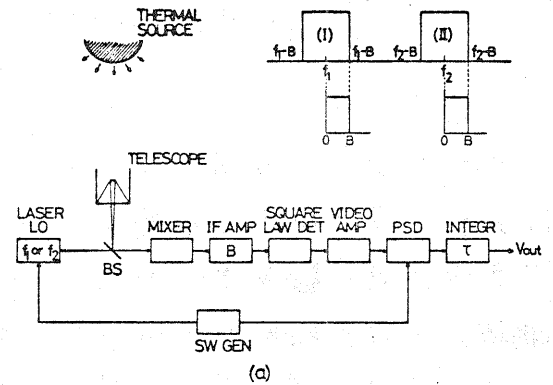 THERMAL
SOURCE
(I)
(II)
f1-B
f1-B
f2-B
f2-B
f1
f2
0 B
0 B
TELESCOPE
LASER
LO
f1 or f2
BS
MIXER
IF AMP
B
SQUARE
LAW DET
VIDEO
AMP
PSD
INTEGR
τ
Vout
SW GEN
(a)